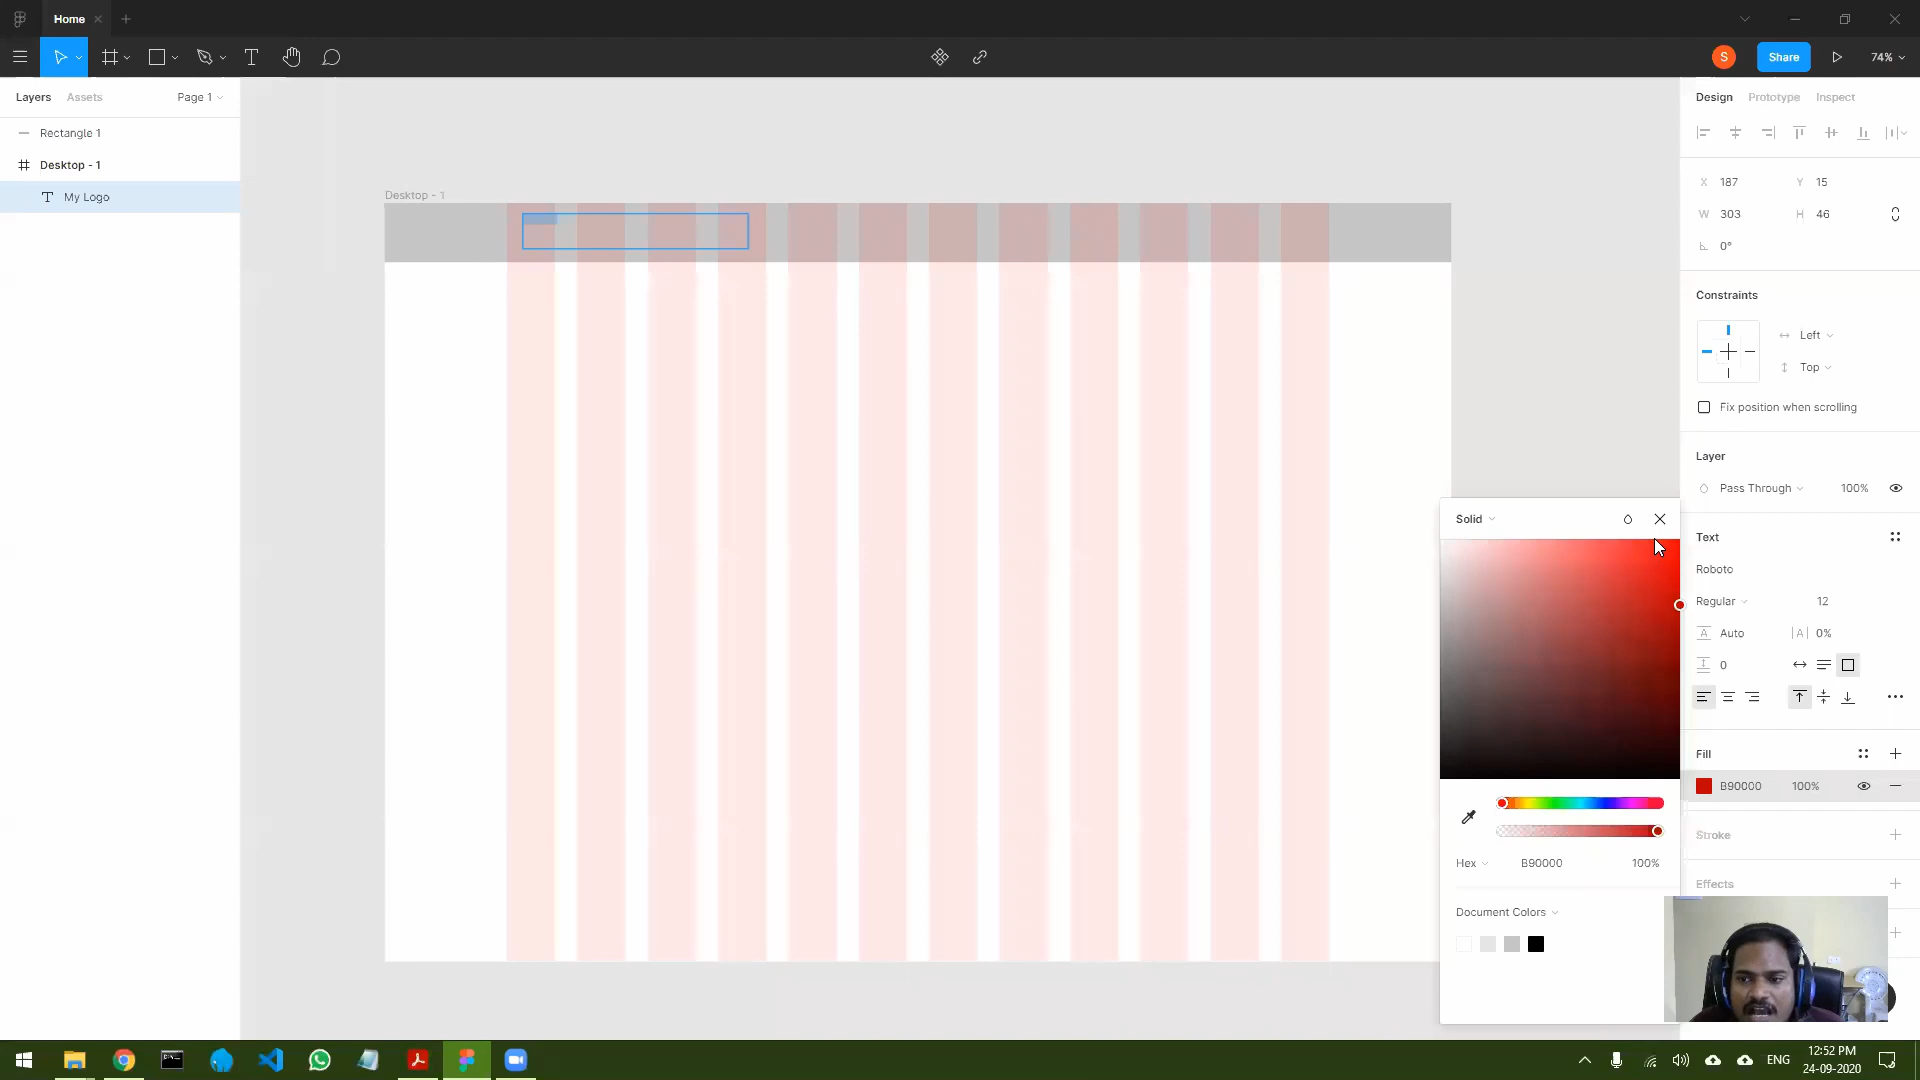 Home
S
Share
74%
Layers
Assets
Page 1
Design
Prototype
Inspect
Rectangle 1
Desktop - 1
My Logo
Desktop - 1
X 187
Y 15
W 303
H 46
0°
Constraints
Left
Top
Fix position when scrolling
Layer
Pass Through
100%
Solid
Text
Roboto
Regular
12
A Auto
|A| 0%
0
Fill
B90000
100%
Hex
B90000
100%
Stroke
Effects
Document Colors
ENG
12:52 PM
24-09-2020